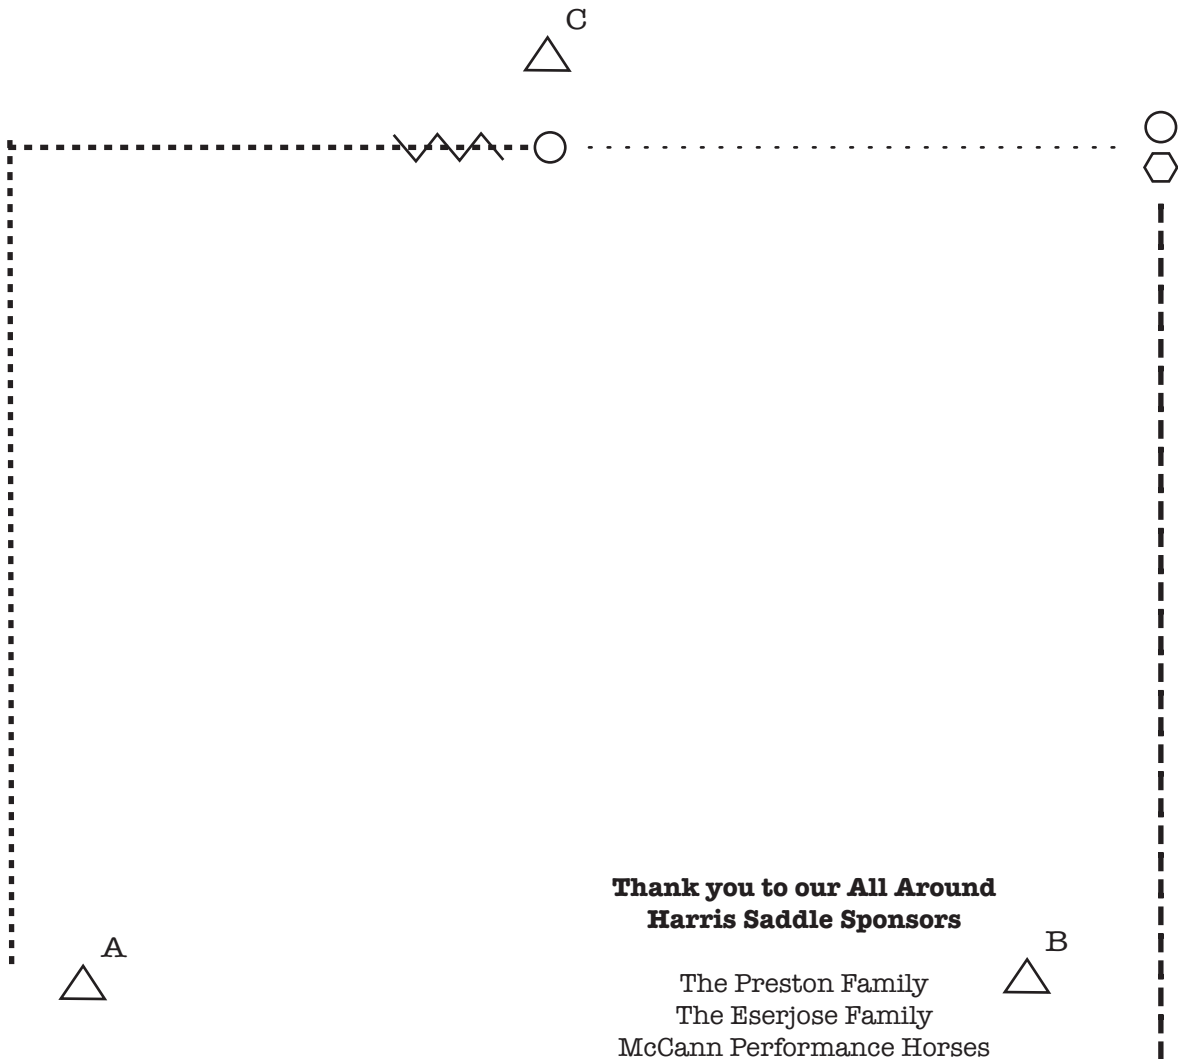 C
Thank you to our All Around
Harris Saddle Sponsors
A
B
The Preston Family
The Eserjose Family
McCann Performance Horses